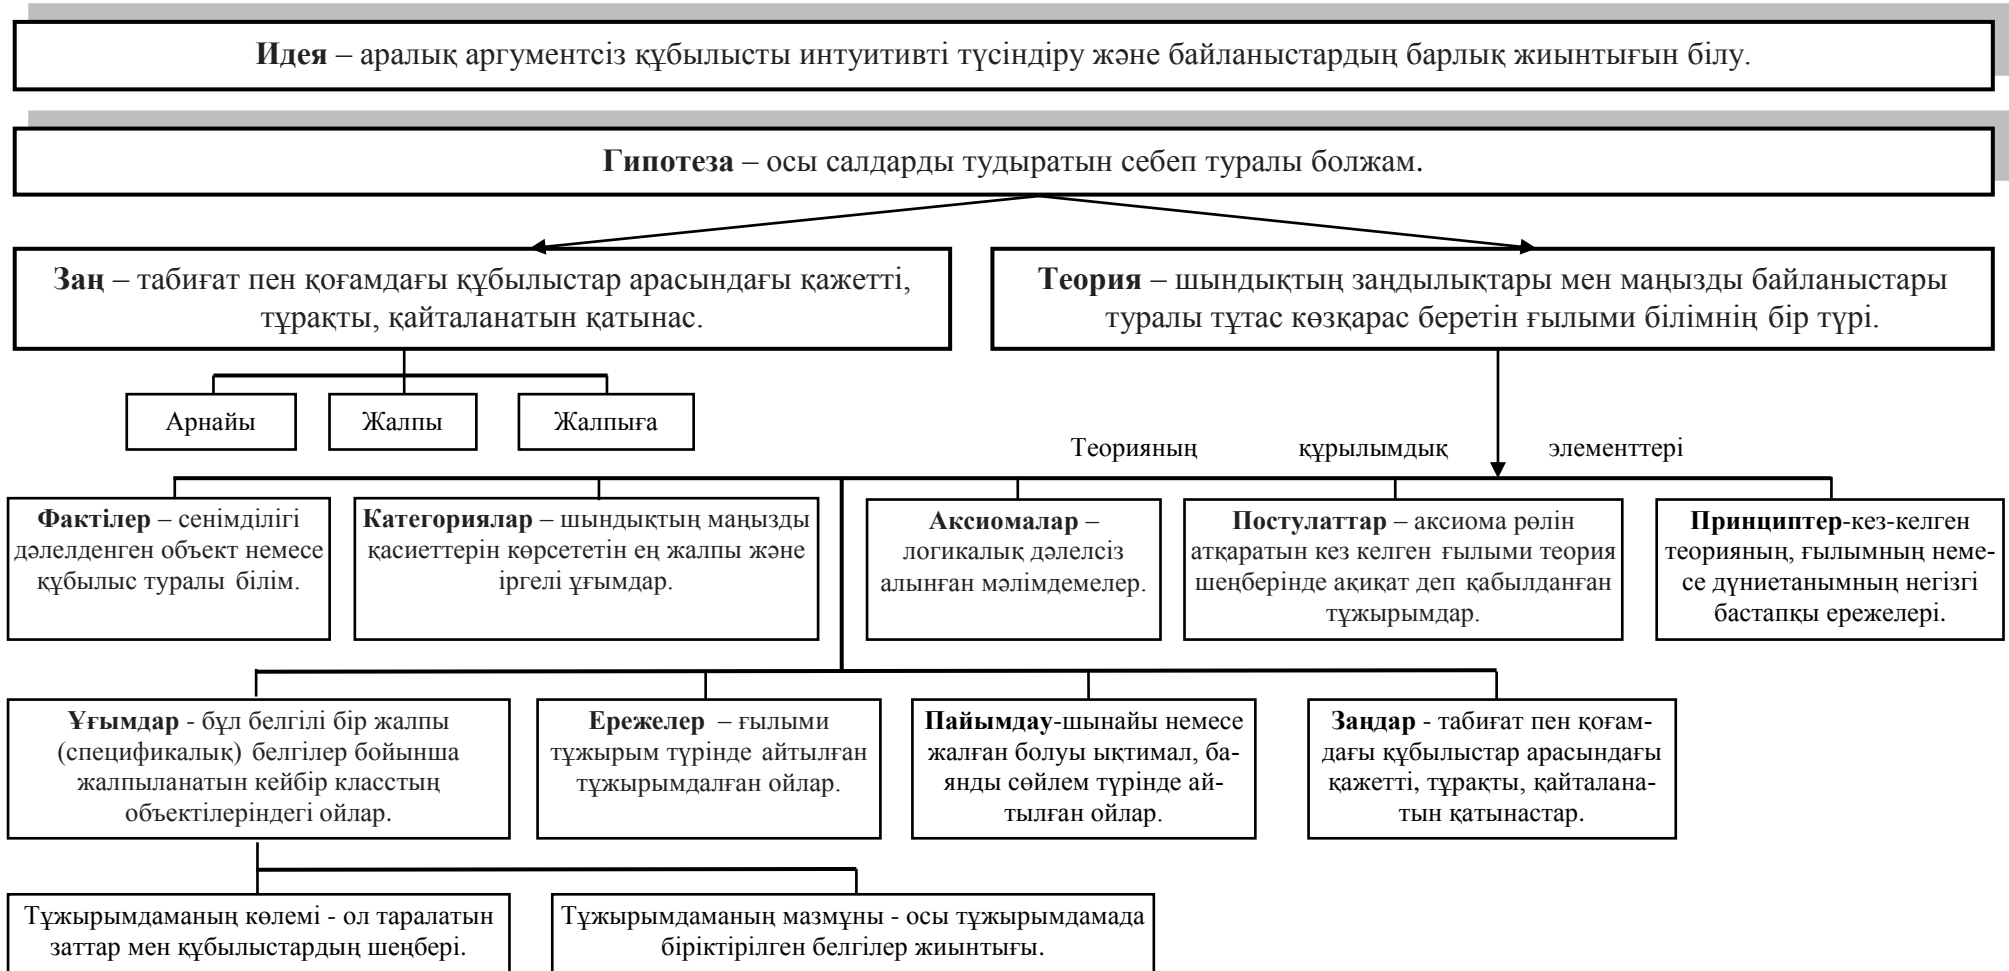 Идея – аралық аргументсіз құбылысты интуитивті түсіндіру және байланыстардың барлық жиынтығын білу.
Гипотеза – осы салдарды тудыратын себеп туралы болжам.
Заң – табиғат пен қоғамдағы құбылыстар арасындағы қажетті,
тұрақты, қайталанатын қатынас.
Теория – шындықтың заңдылықтары мен маңызды байланыстары
туралы тұтас көзқарас беретін ғылыми білімнің бір түрі.
Арнайы
Жалпы
Жалпыға
Теорияның құрылымдық элементтері
Фактілер – сенімділігі
дәлелденген объект немесе
құбылыс туралы білім.
Категориялар – шындықтың маңызды
қасиеттерін көрсететін ең жалпы және
іргелі ұғымдар.
Аксиомалар –
логикалық дәлелсіз
алынған мәлімдемелер.
Постулаттар – аксиома рөлін
атқаратын кез келген ғылыми теория
шеңберінде ақиқат деп қабылданған
тұжырымдар.
Принциптер-кез-келген
теорияның, ғылымның неме-
се дүниетанымның негізгі
бастапқы ережелері.
Ұғымдар - бұл белгілі бір жалпы
(спецификалық) белгілер бойынша
жалпыланатын кейбір класстың
объектілеріндегі ойлар.
Ережелер – ғылыми
тұжырым түрінде айтылған
тұжырымдалған ойлар.
Пайымдау-шынайы немесе
жалған болуы ықтимал, ба-
янды сөйлем түрінде ай-
тылған ойлар.
Заңдар - табиғат пен қоғам-
дағы құбылыстар арасындағы
қажетті, тұрақты, қайталана-
тын қатынастар.
Тұжырымдаманың көлемі - ол таралатын
заттар мен құбылыстардың шеңбері.
Тұжырымдаманың мазмұны - осы тұжырымдамада
біріктірілген белгілер жиынтығы.